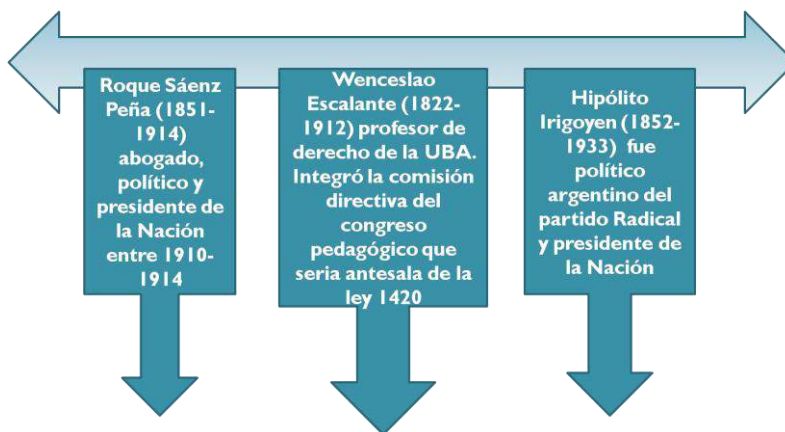 Roque Sáenz
Peña (1851-
1914)
abogado,
político y
presidente de
la Nación
entre 1910-
1914
Wenceslao
Escalante (1822-
1912) profesor de
derecho de la UBA.
Integró la comisión
directiva del
congreso
pedagógico que
seria antesala de la
ley 1420
Hipólito
Irigoyen (1852-
1933) fue
político
argentino del
partido Radical
y presidente de
la Nación